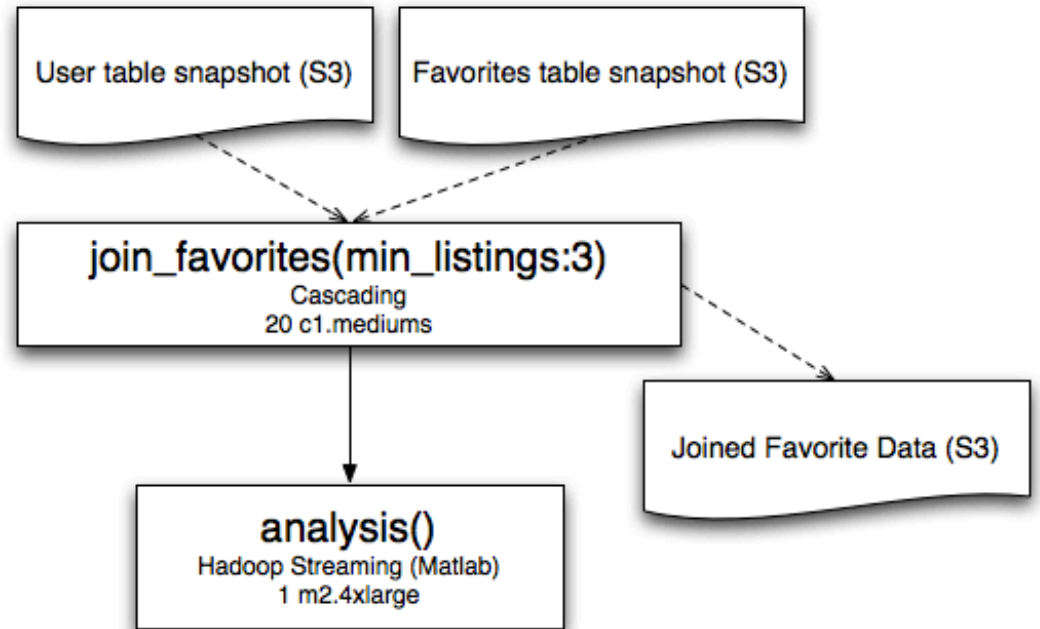 User table snapshot (S3)
Favorites table snapshot (S3)
join_favorites(min_listings:3)
Cascading
20 c1.mediums
Joined Favorite Data (S3)
analysis()
Hadoop Streaming (Matlab)
1 m2.4xlarge